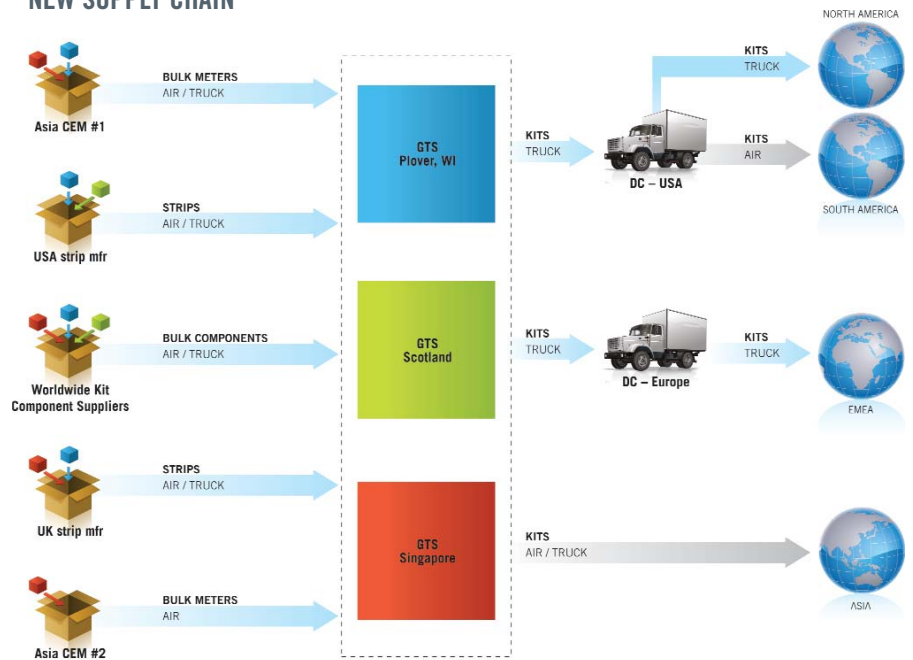 NEW SUPPLY CHAIN
NORTH AMERICA
BULK METERS
AIR / TRUCK
Asia CEM #1
GTS
Plover, WI
KITS
TRUCK
DC – USA
KITS
TRUCK
KITS
AIR
SOUTH AMERICA
STRIPS
AIR / TRUCK
USA strip mfr
BULK COMPONENTS
AIR / TRUCK
Worldwide Kit
Component Suppliers
GTS
Scotland
KITS
TRUCK
DC – Europe
KITS
TRUCK
EMEA
STRIPS
AIR / TRUCK
UK strip mfr
GTS
Singapore
KITS
AIR / TRUCK
ASIA
BULK METERS
AIR
Asia CEM #2